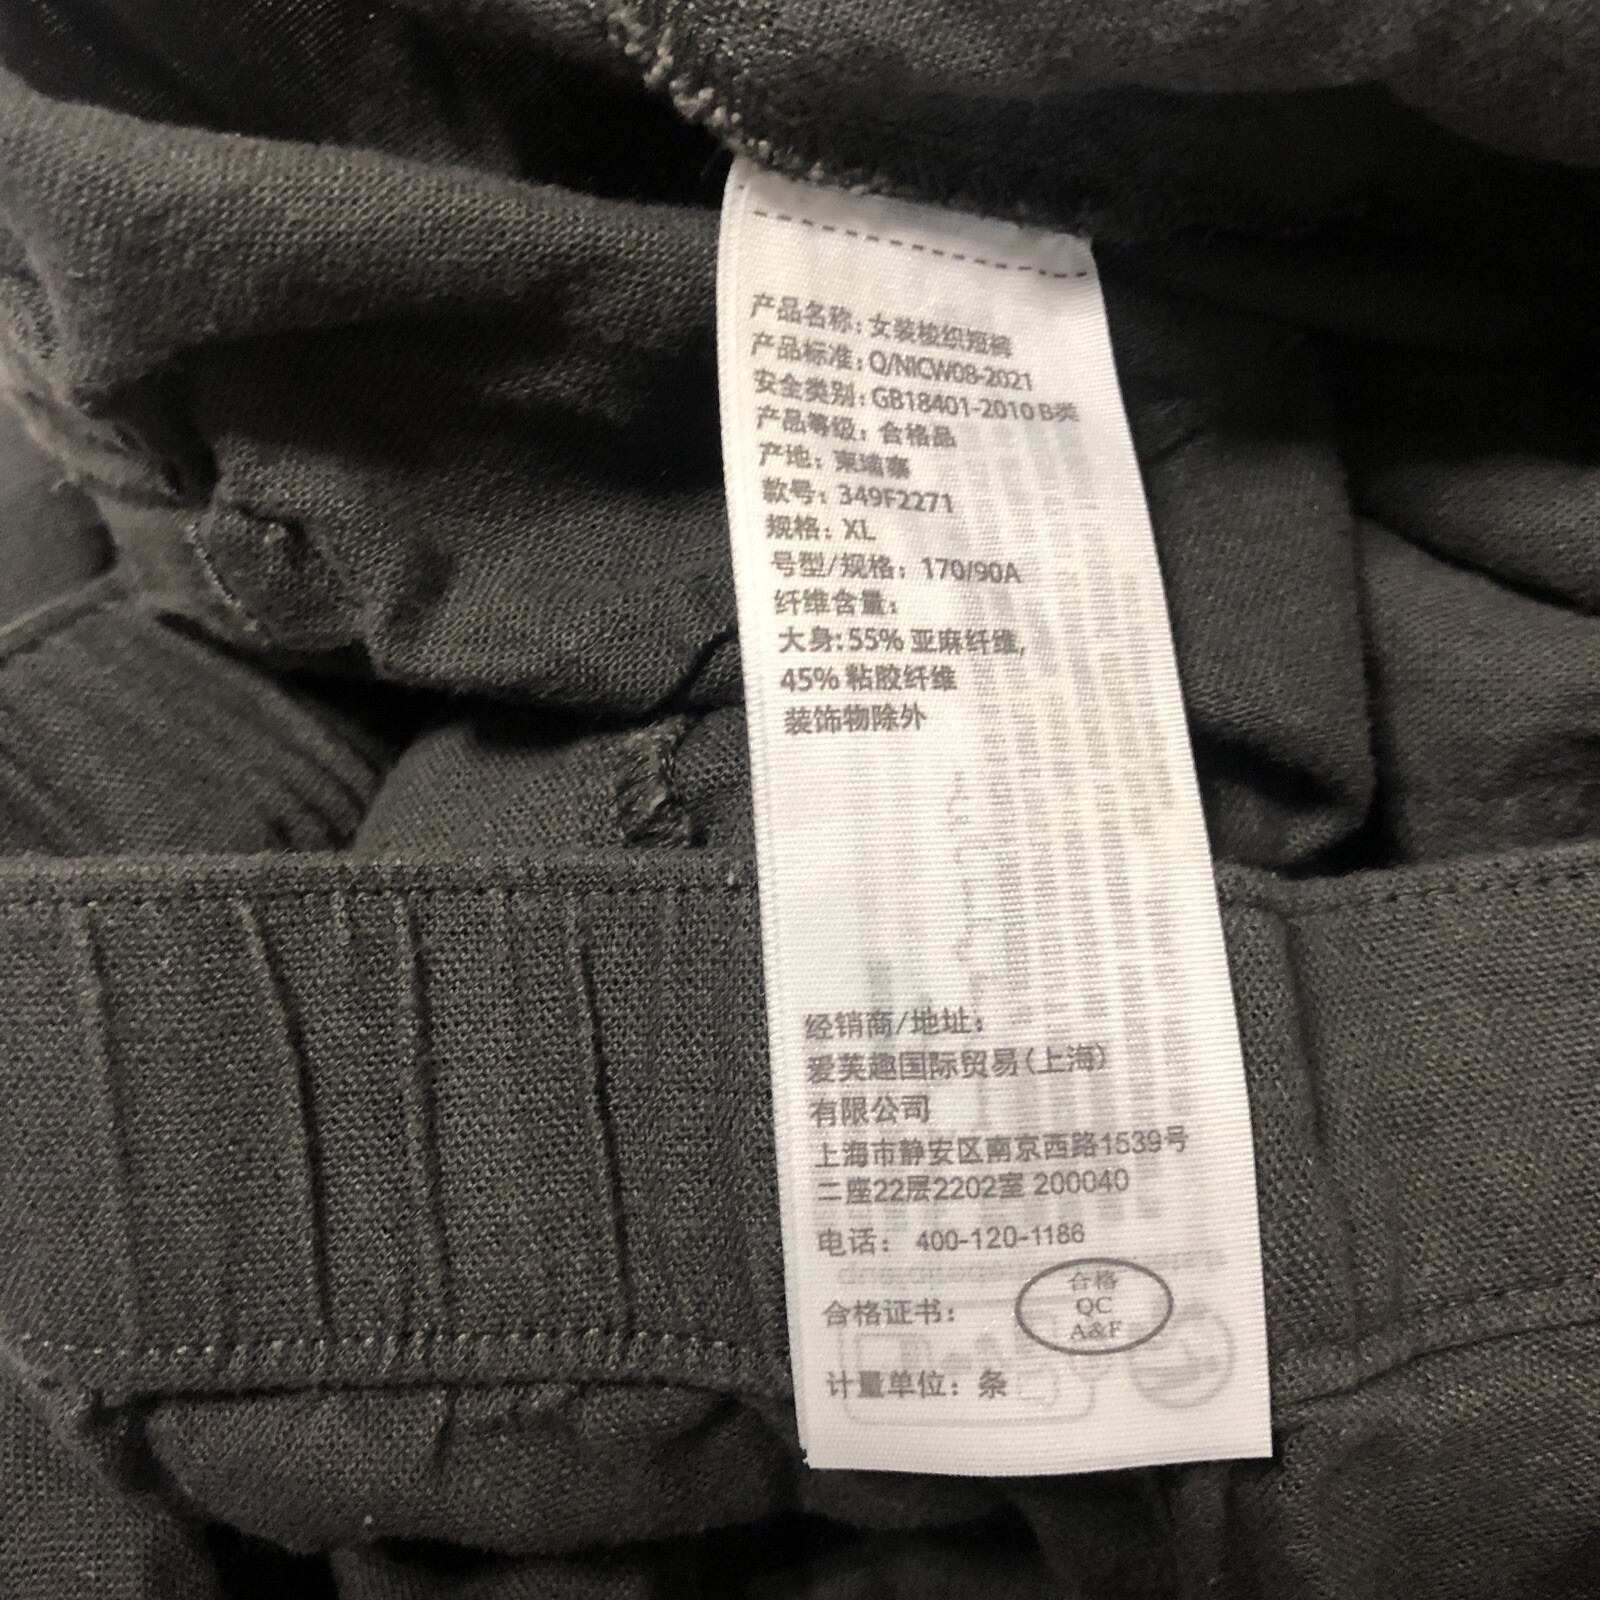 产品名称: 女装梭织短裤
产品标准: Q/NICW08-2021
安全类别: GB18401-2010 B类
产品等级: 合格品
产地: 柬埔寨
款号: 349F2271
规格: XL
号型/规格: 170/90A
纤维含量:
大身: 55% 亚麻纤维,
45% 粘胶纤维
装饰物除外
经销商/地址:
爱芙趣国际贸易(上海)
有限公司
上海市静安区南京西路1539号
二座22层2202室 200040
电话: 400-120-1186
合格证书:
合格
QC
A&F
计量单位: 条